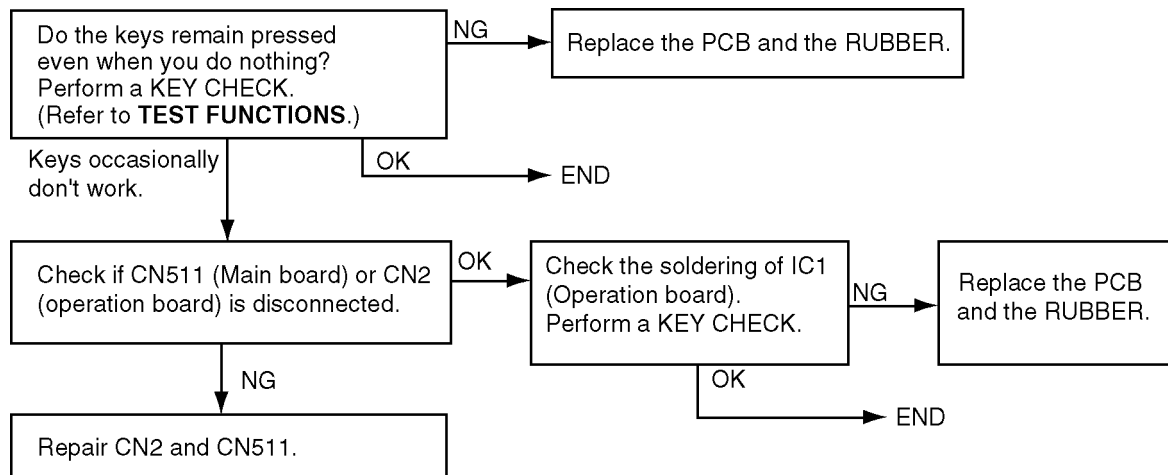 Do the keys remain pressed
even when you do nothing?
Perform a KEY CHECK.
(Refer to TEST FUNCTIONS.)
NG
Replace the PCB and the RUBBER.
Keys occasionally
don't work.
OK
END
Check if CN511 (Main board) or CN2
(operation board) is disconnected.
OK
Check the soldering of IC1
(Operation board).
Perform a KEY CHECK.
NG
Replace the PCB
and the RUBBER.
NG
OK
END
Repair CN2 and CN511.